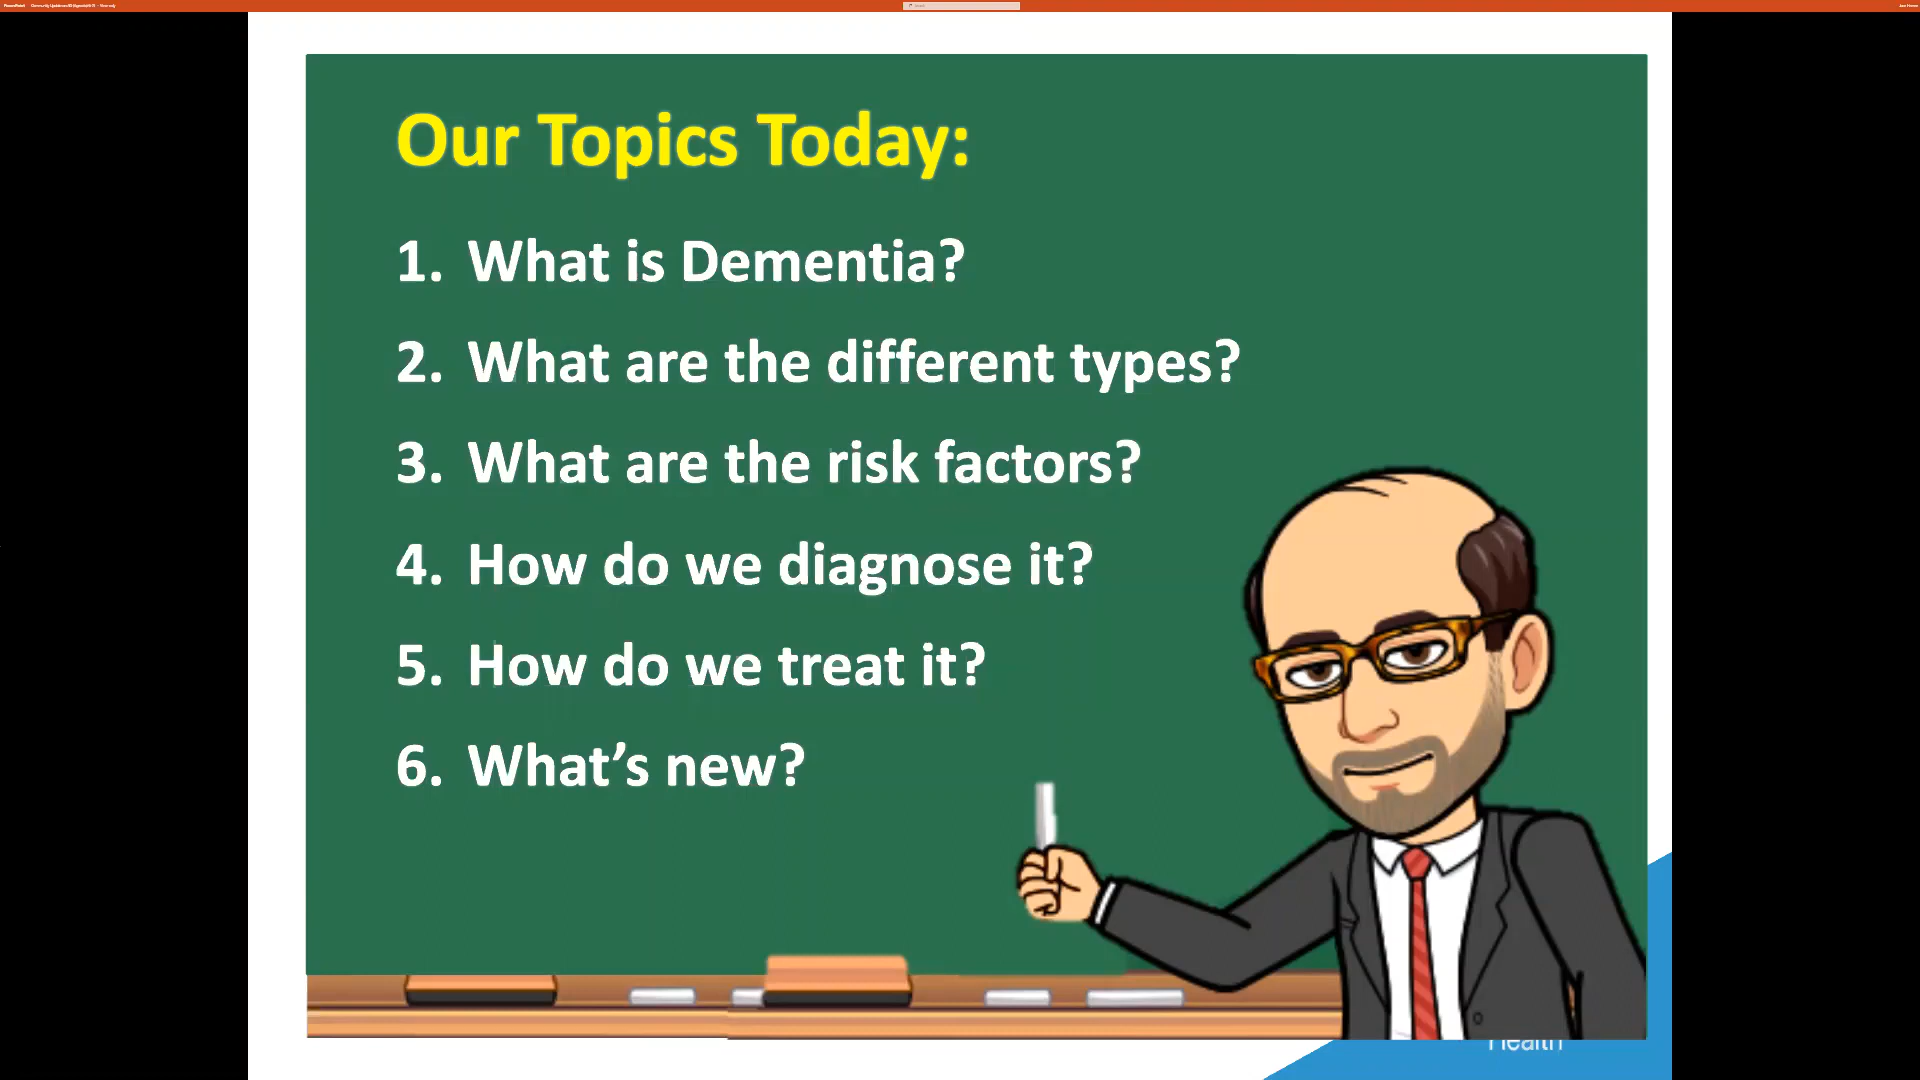 Our Topics Today:
1. What is Dementia?
2. What are the different types?
3. What are the risk factors?
4. How do we diagnose it?
5. How do we treat it?
6. What’s new?
Health